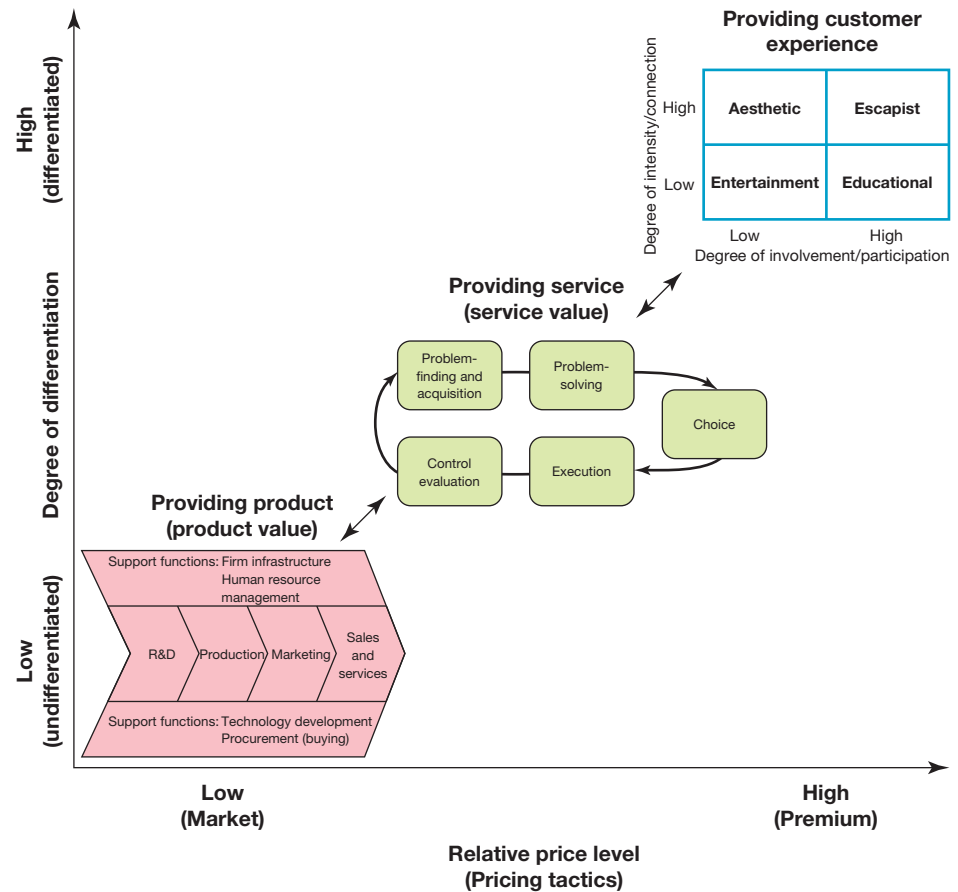 Providing customer
experience
High
(differentiated)
Degree of differentiation
Low
(undifferentiated)
Degree of intensity/connection
High
Low
Aesthetic
Escapist
Entertainment
Educational
Low
High
Degree of involvement/participation
Providing service
(service value)
Problem-
finding and
acquisition
Problem-
solving
Choice
Control
evaluation
Execution
Providing product
(product value)
Support functions: Firm infrastructure
Human resource
management
R&D
Production
Marketing
Sales
and
services
Support functions: Technology development
Procurement (buying)
Low
(Market)
High
(Premium)
Relative price level
(Pricing tactics)